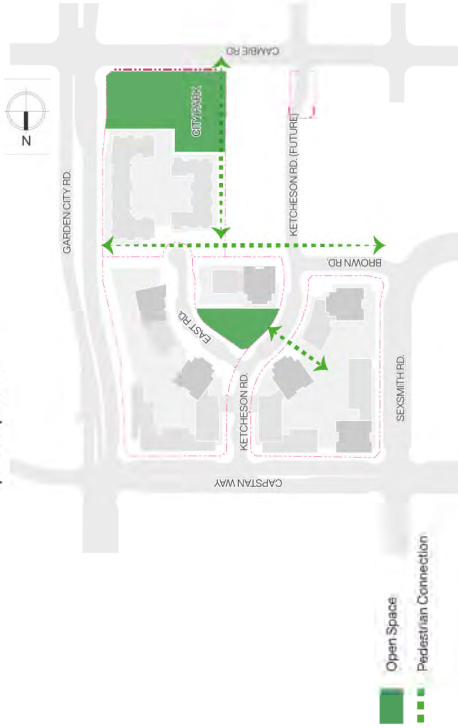 CAMBIE RD.
N
CITY PARK
GARDEN CITY RD.
KETCHESON RD. (FUTURE)
BROWN RD.
EAST RD.
KETCHESON RD.
SEXSMITH RD.
CAPSTAN WAY
Open Space
Pedestrian Connection